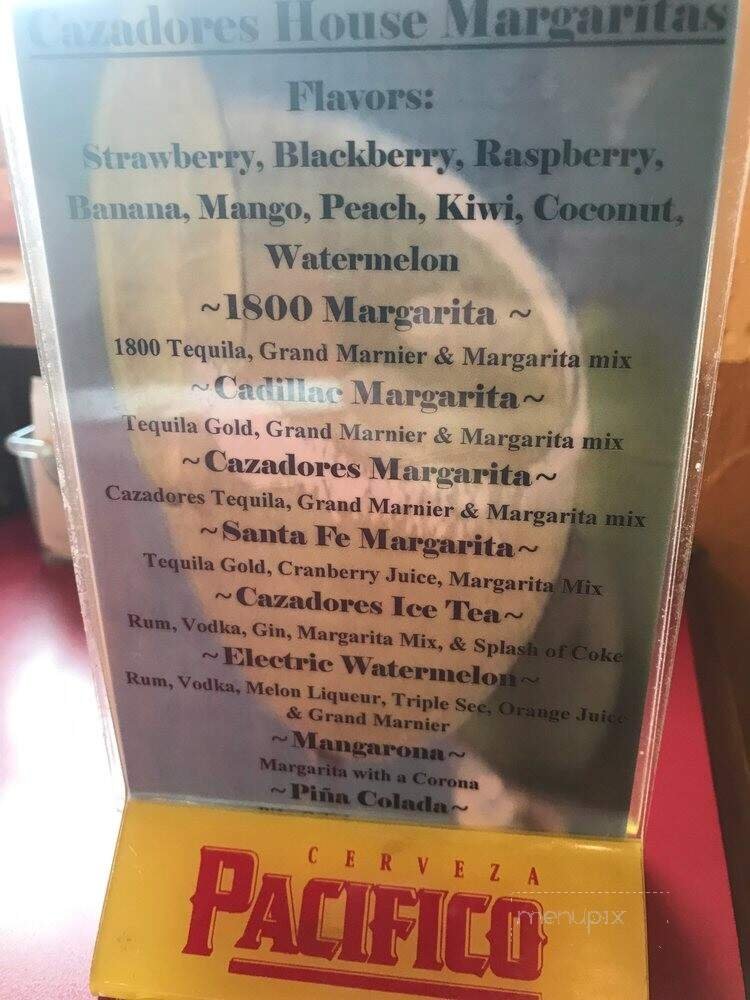 Cazadores House Margaritas
Flavors:
Strawberry, Blackberry, Raspberry,
Banana, Mango, Peach, Kiwi, Coconut,
Watermelon
~1800 Margarita ~
1800 Tequila, Grand Marnier & Margarita mix
~Cadillac Margarita~
Tequila Gold, Grand Marnier & Margarita mix
~Cazadores Margarita~
Cazadores Tequila, Grand Marnier & Margarita mix
~Santa Fe Margarita~
Tequila Gold, Cranberry Juice, Margarita Mix
~Cazadores Ice Tea~
Rum, Vodka, Gin, Margarita Mix, & Splash of Coke
~Electric Watermelon~
Rum, Vodka, Melon Liqueur, Triple Sec, Orange Juice
& Grand Marnier
~Mangarona~
Margarita with a Corona
~Piña Colada~
CERVEZA
PACIFICO
menupix